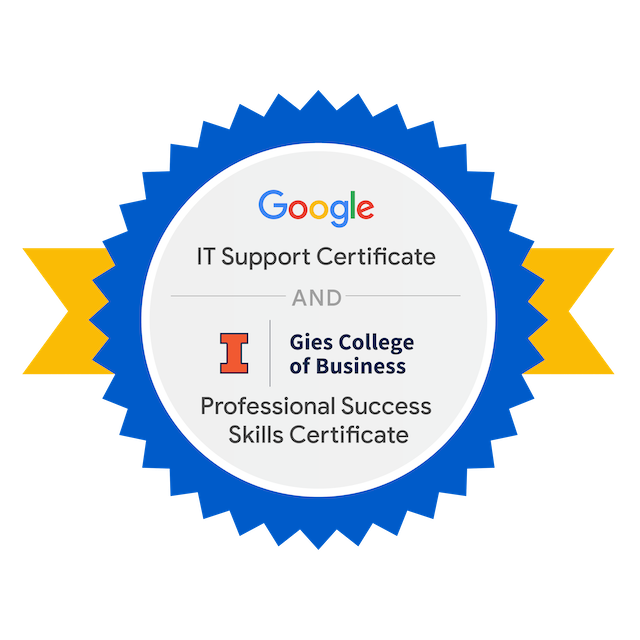 Google
IT Support Certificate
AND
I
Gies College
of Business
Professional Success
Skills Certificate